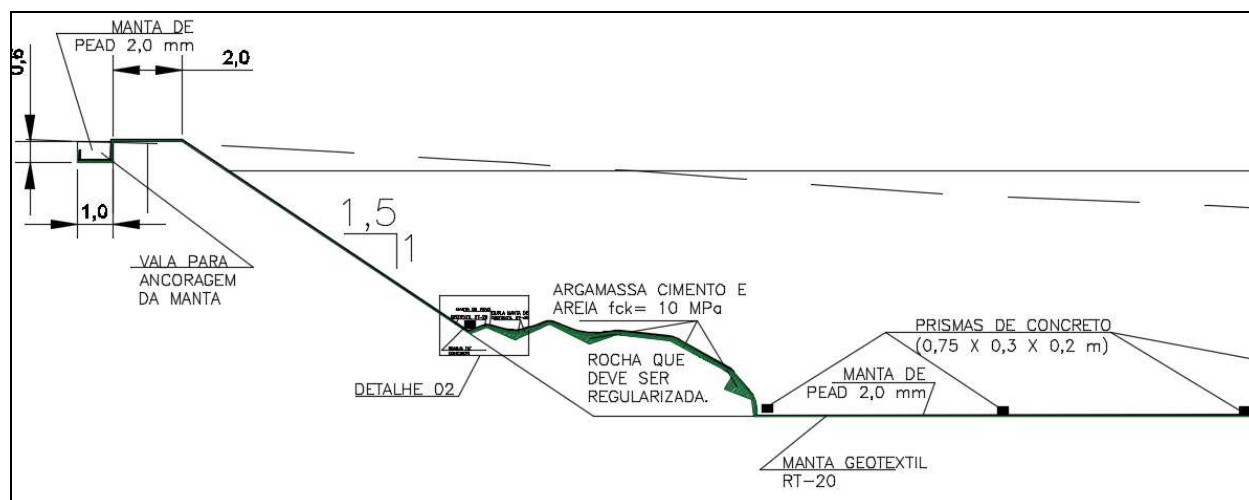 MANTA DE
PEAD 2,0 mm
0,6
2,0
1,0
VALA PARA
ANCORAGEM
DA MANTA
1,5
1
DETALHE 02
ARGAMASSA CIMENTO E
AREIA fck= 10 MPa
ROCHA QUE
DEVE SER
REGULARIZADA.
PRISMAS DE CONCRETO
(0,75 X 0,3 X 0,2 m)
MANTA DE
PEAD 2,0 mm
MANTA GEOTEXTIL
RT-20